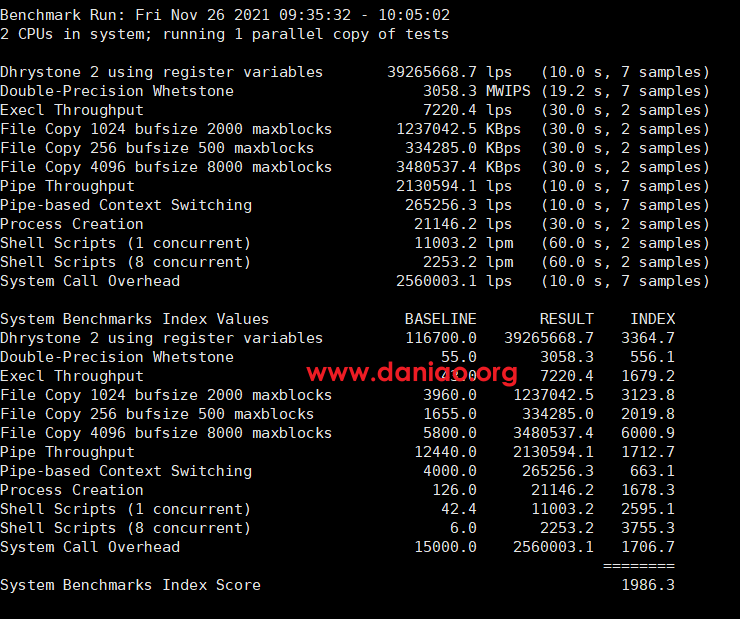 Benchmark Run: Fri Nov 26 2021 09:35:32 - 10:05:02
2 CPUs in system; running 1 parallel copy of tests
Dhrystone 2 using register variables 39265668.7 lps (10.0 s, 7 samples)
Double-Precision Whetstone 3058.3 MWIPS (19.2 s, 7 samples)
Execl Throughput 7220.4 lps (30.0 s, 2 samples)
File Copy 1024 bufsize 2000 maxblocks 1237042.5 KBps (30.0 s, 2 samples)
File Copy 256 bufsize 500 maxblocks 334285.0 KBps (30.0 s, 2 samples)
File Copy 4096 bufsize 8000 maxblocks 3480537.4 KBps (30.0 s, 2 samples)
Pipe Throughput 2130594.1 lps (10.0 s, 7 samples)
Pipe-based Context Switching 265256.3 lps (10.0 s, 7 samples)
Process Creation 21146.2 lps (30.0 s, 2 samples)
Shell Scripts (1 concurrent) 11003.2 lpm (60.0 s, 2 samples)
Shell Scripts (8 concurrent) 2253.2 lpm (60.0 s, 2 samples)
System Call Overhead 2560003.1 lps (10.0 s, 7 samples)
System Benchmarks Index Values BASELINE RESULT INDEX
Dhrystone 2 using register variables 116700.0 39265668.7 3364.7
Double-Precision Whetstone 55.0 3058.3 556.1
www.daniao.org
Execl Throughput 43.0 7220.4 1679.2
File Copy 1024 bufsize 2000 maxblocks 3960.0 1237042.5 3123.8
File Copy 256 bufsize 500 maxblocks 1655.0 334285.0 2019.8
File Copy 4096 bufsize 8000 maxblocks 5800.0 3480537.4 6000.9
Pipe Throughput 12440.0 2130594.1 1712.7
Pipe-based Context Switching 4000.0 265256.3 663.1
Process Creation 126.0 21146.2 1678.3
Shell Scripts (1 concurrent) 42.4 11003.2 2595.1
Shell Scripts (8 concurrent) 6.0 2253.2 3755.3
System Call Overhead 15000.0 2560003.1 1706.7
========
System Benchmarks Index Score 1986.3